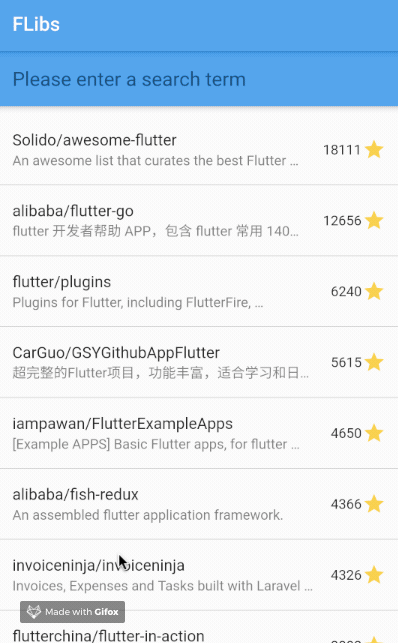 FLibs
Please enter a search term
Solido/awesome-flutter
An awesome list that curates the best Flutter ...
18111
alibaba/flutter-go
flutter 开发者帮助 APP，包含 flutter 常用 140...
12656
flutter/plugins
Plugins for Flutter, including FlutterFire, ...
6240
CarGuo/GSYGithubAppFlutter
超完整的Flutter项目，功能丰富，适合学习和日...
5615
iampawan/FlutterExampleApps
[Example APPS] Basic Flutter apps, for flutter ...
4650
alibaba/fish-redux
An assembled flutter application framework.
4366
invoiceninja/invoiceninja
Invoices, Expenses and Tasks built with Laravel ...
4326
Made with Gifox
flutterchina/flutter-in-action